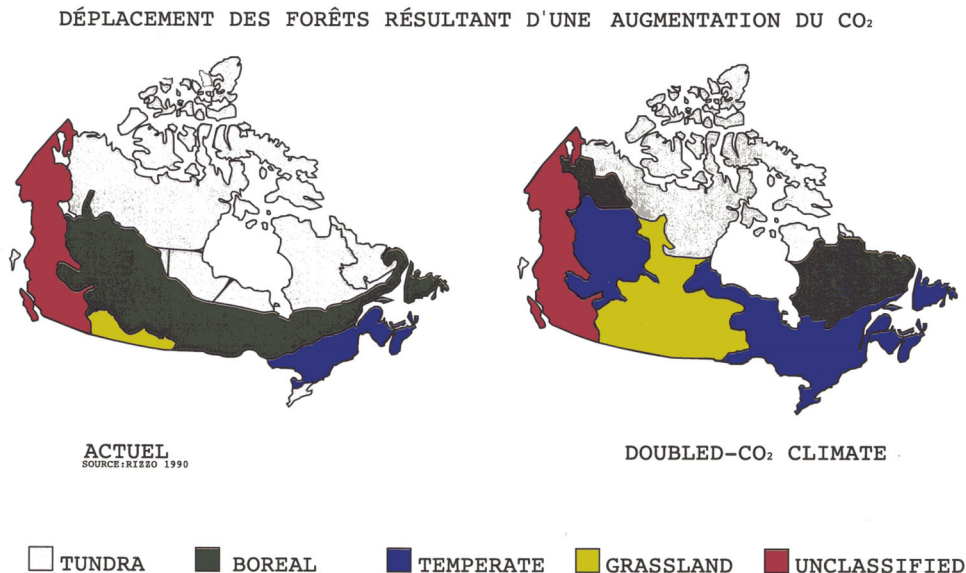 DÉPLACEMENT DES FORÊTS RÉSULTANT D'UNE AUGMENTATION DU CO₂
ACTUEL
SOURCE:RIZZO 1990
DOUBLED-CO₂ CLIMATE
TUNDRA BOREAL TEMPERATE GRASSLAND UNCLASSIFIED